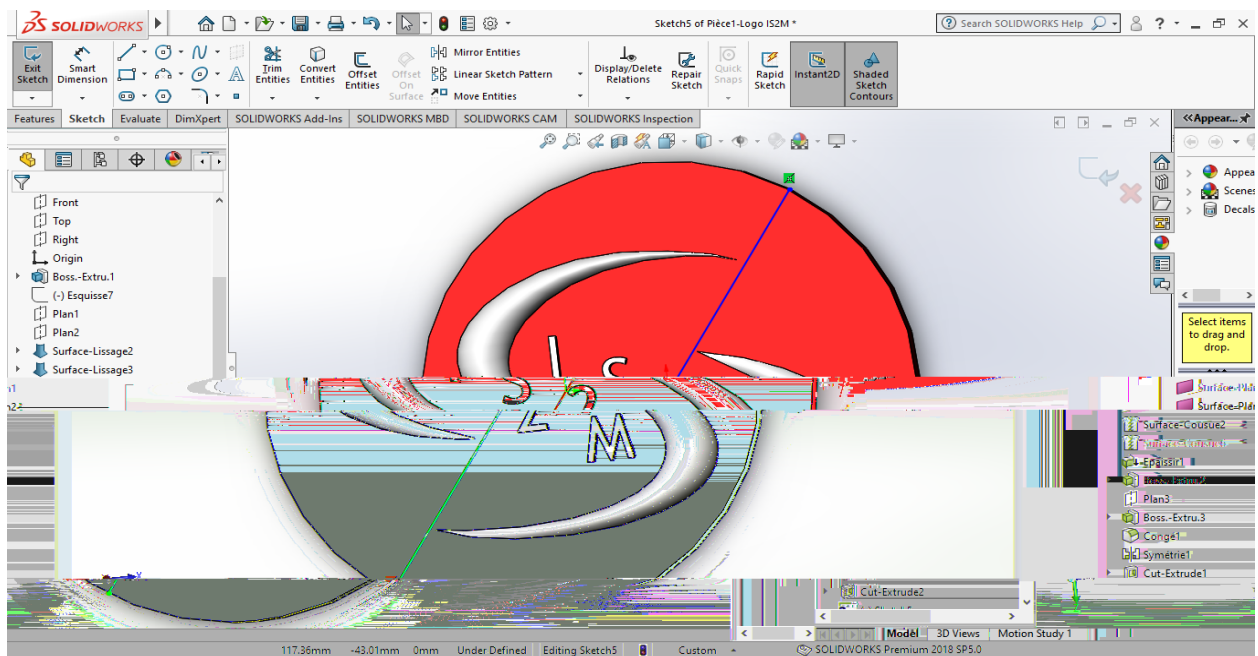 SOLIDWORKS
Sketch5 of Pièce1-Logo IS2M *
Search SOLIDWORKS Help
Exit Sketch
Smart Dimension
Trim Entities
Convert Entities
Offset Entities
Offset On Surface
Mirror Entities
Linear Sketch Pattern
Move Entities
Display/Delete Relations
Repair Sketch
Quick Snaps
Rapid Sketch
Instant2D
Shaded Sketch Contours
Features
Sketch
Evaluate
DimXpert
SOLIDWORKS Add-Ins
SOLIDWORKS MBD
SOLIDWORKS CAM
SOLIDWORKS Inspection
Appear...
Front
Top
Right
Origin
Boss.-Extru.1
(-) Esquisse7
Plan1
Plan2
Surface-Lissage2
Surface-Lissage3
Appea
Scenes
Decals
Select items to drag and drop.
I S
M
Surface-Plan
Surface-Plan
Surface-Cousue2
Epaissir1
Plan3
Boss.-Extru.3
Congé1
Symétrie1
Cut-Extrude1
Cut-Extrude2
Model
3D Views
Motion Study 1
117.36mm
-43.01mm
0mm
Under Defined
Editing Sketch5
Custom
SOLIDWORKS Premium 2018 SP5.0